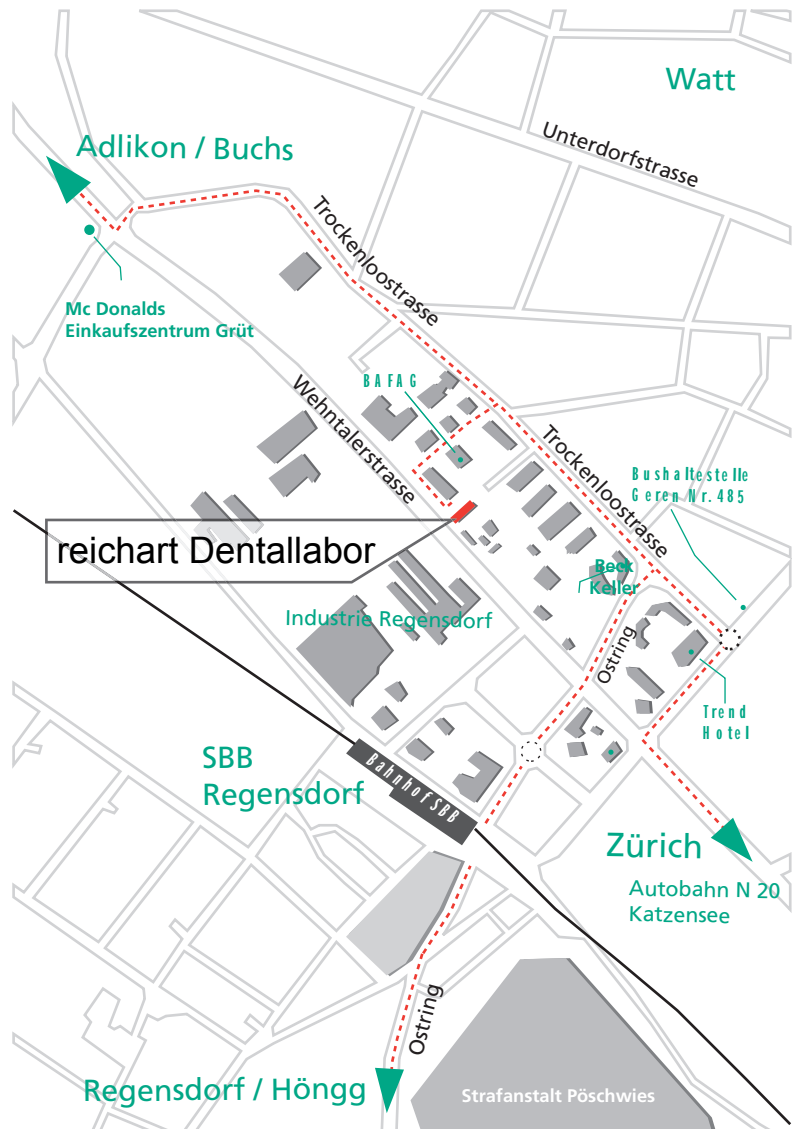 Watt
Unterdorfstrasse
Adlikon / Buchs
Trockenloostrasse
Mc Donalds
Einkaufszentrum Grüt
BAFAG
Wehntalerstrasse
Trockenloostrasse
Bushaltestelle
Geren Nr. 485
reichart Dentallabor
Beck
Keller
Industrie Regensdorf
Ostring
Trend
Hotel
SBB
Regensdorf
Bahnhof SBB
Zürich
Autobahn N 20
Katzensee
Ostring
Regensdorf / Höngg
Strafanstalt Pöschwies